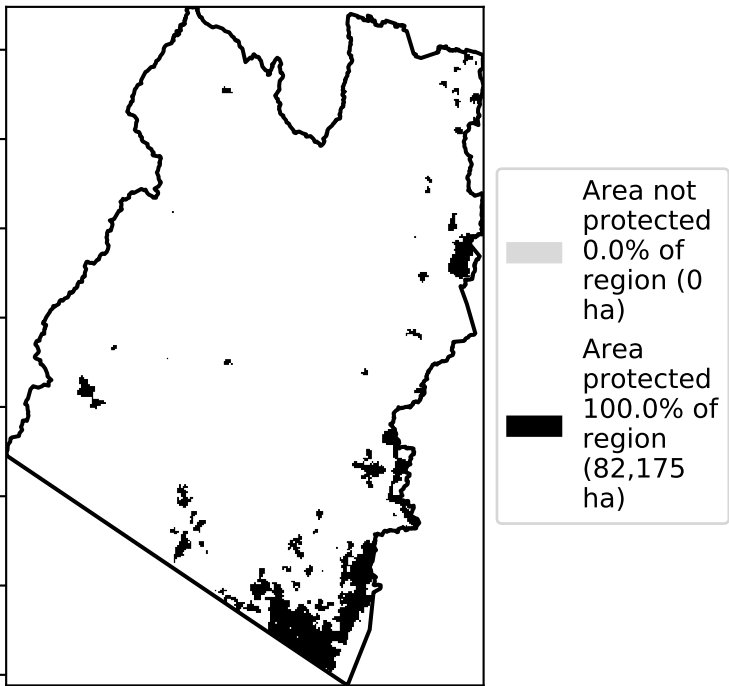 Area not
protected
0.0% of
region (0
ha)
Area
protected
100.0% of
region
(82,175
ha)